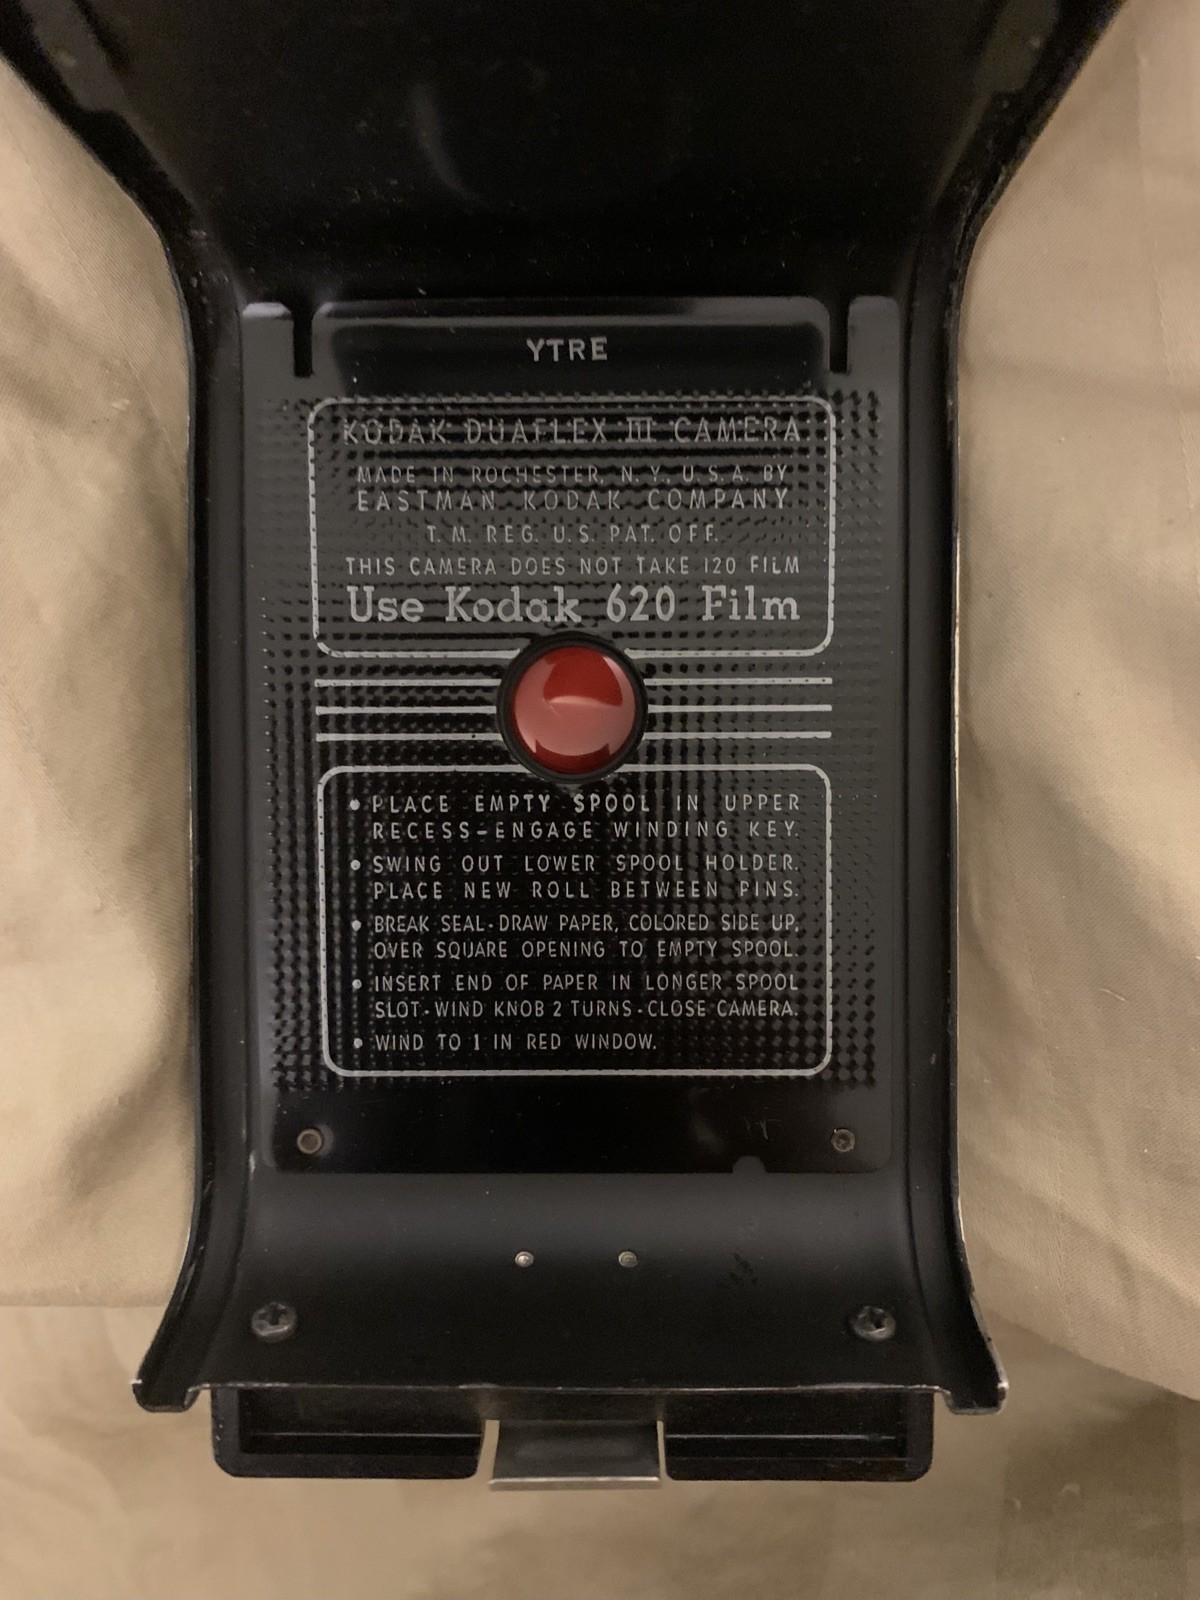 YTRE
KODAK DUAFLEX III CAMERA
MADE IN ROCHESTER, N. Y., U. S. A. BY
EASTMAN KODAK COMPANY
T. M. REG. U. S. PAT. OFF.
THIS CAMERA DOES NOT TAKE 120 FILM
Use Kodak 620 Film
• PLACE EMPTY SPOOL IN UPPER
RECESS-ENGAGE WINDING KEY.
• SWING OUT LOWER SPOOL HOLDER.
PLACE NEW ROLL BETWEEN PINS.
• BREAK SEAL-DRAW PAPER, COLORED SIDE UP,
OVER SQUARE OPENING TO EMPTY SPOOL.
• INSERT END OF PAPER IN LONGER SPOOL
SLOT-WIND KNOB 2 TURNS-CLOSE CAMERA.
• WIND TO 1 IN RED WINDOW.